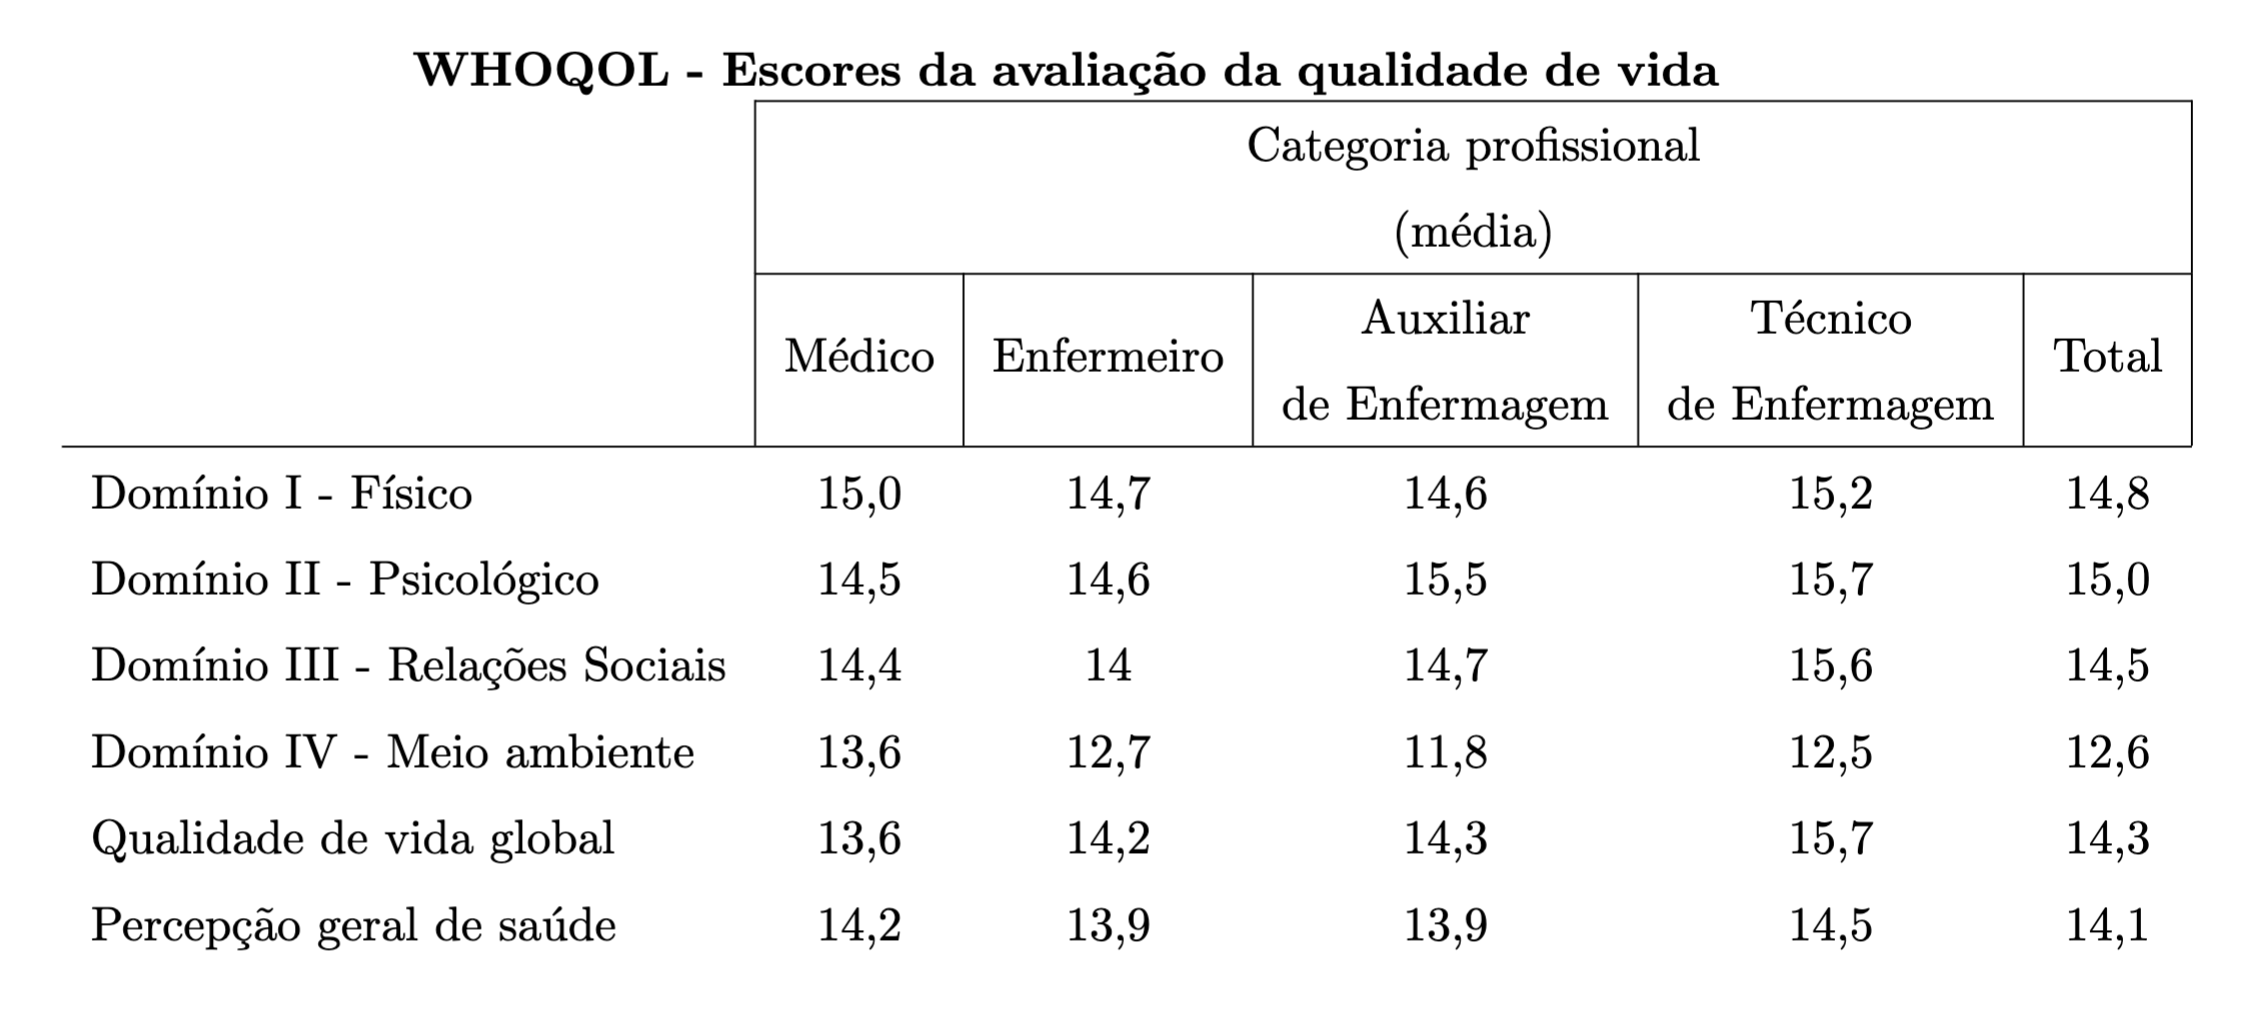 WHOQOL - Escores da avaliação da qualidade de vida
Categoria profissional
(média)
Médico Enfermeiro Auxiliar de Enfermagem Técnico de Enfermagem Total
Domínio I - Físico 15,0 14,7 14,6 15,2 14,8
Domínio II - Psicológico 14,5 14,6 15,5 15,7 15,0
Domínio III - Relações Sociais 14,4 14 14,7 15,6 14,5
Domínio IV - Meio ambiente 13,6 12,7 11,8 12,5 12,6
Qualidade de vida global 13,6 14,2 14,3 15,7 14,3
Percepção geral de saúde 14,2 13,9 13,9 14,5 14,1